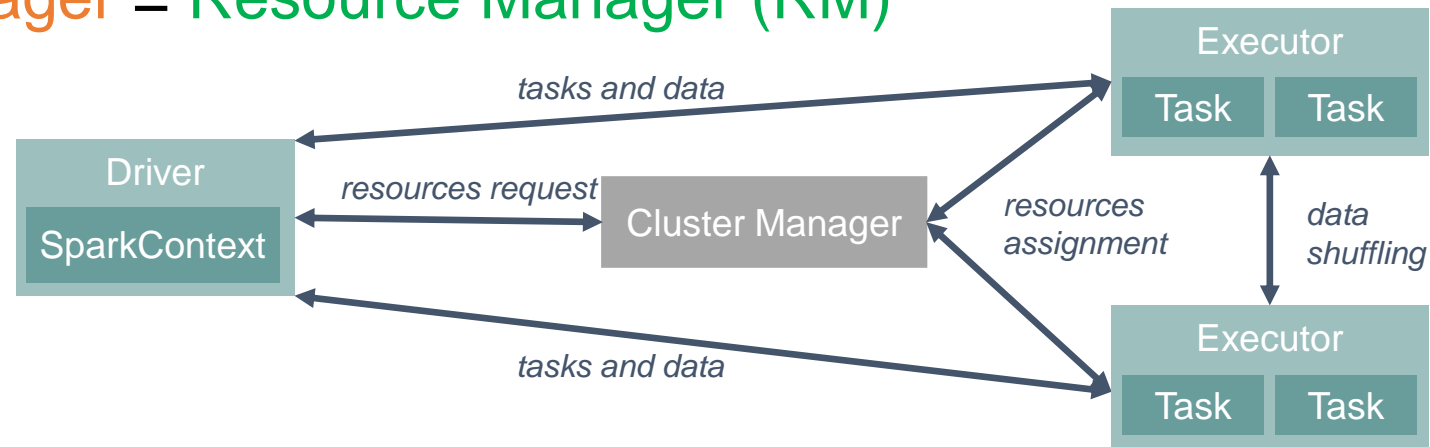 ager = Resource Manager (RM)
Executor
Task Task
tasks and data
Driver
SparkContext
resources request
Cluster Manager
resources
assignment
data
shuffling
tasks and data
Executor
Task Task